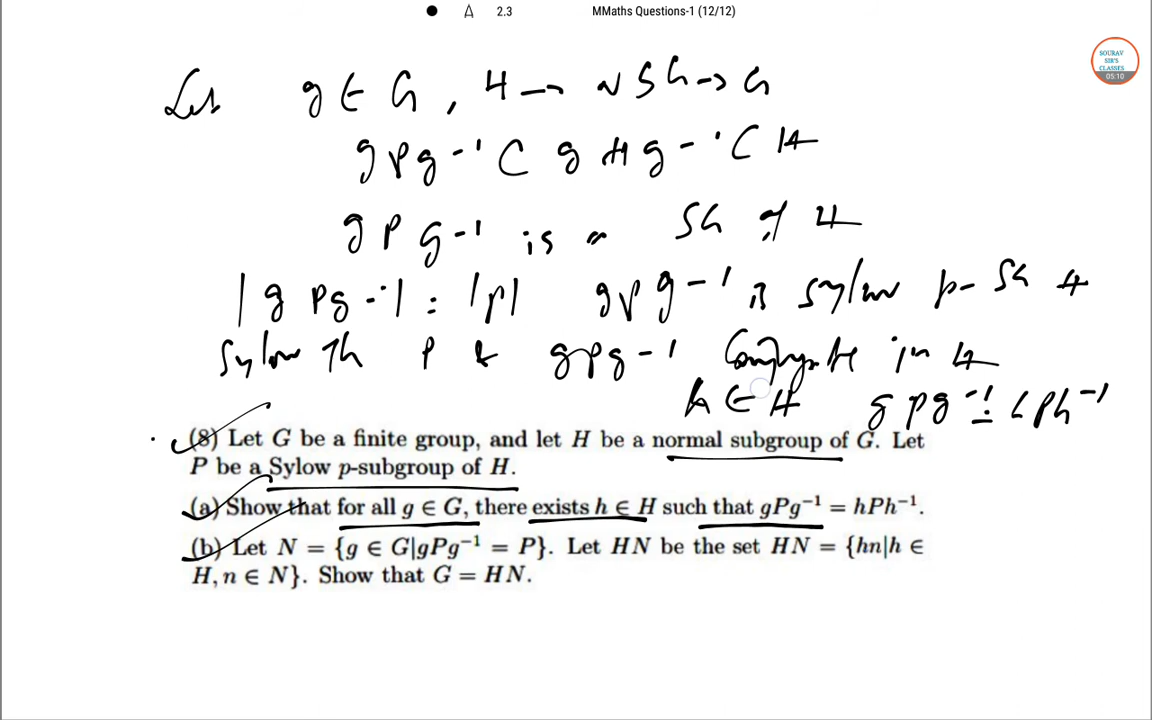 A 2.3 MMaths Questions-1 (12/12)
SOURAV
SIR'S
CLASSES
05:10
Let g ∈ G, H → N SG → G
gPg⁻¹ ⊂ gHg⁻¹ ⊂ H
gPg⁻¹ is a SG of H
|gPg⁻¹| = |P| gPg⁻¹ is sylow p-SG H
Sylow Th P & gPg⁻¹ Conjugate in H
h ∈ H gPg⁻¹ = hPh⁻¹
(8) Let G be a finite group, and let H be a normal subgroup of G. Let
P be a Sylow p-subgroup of H.
(a) Show that for all g ∈ G, there exists h ∈ H such that gPg⁻¹ = hPh⁻¹.
(b) Let N = {g ∈ G|gPg⁻¹ = P}. Let HN be the set HN = {hn|h ∈
H, n ∈ N}. Show that G = HN.